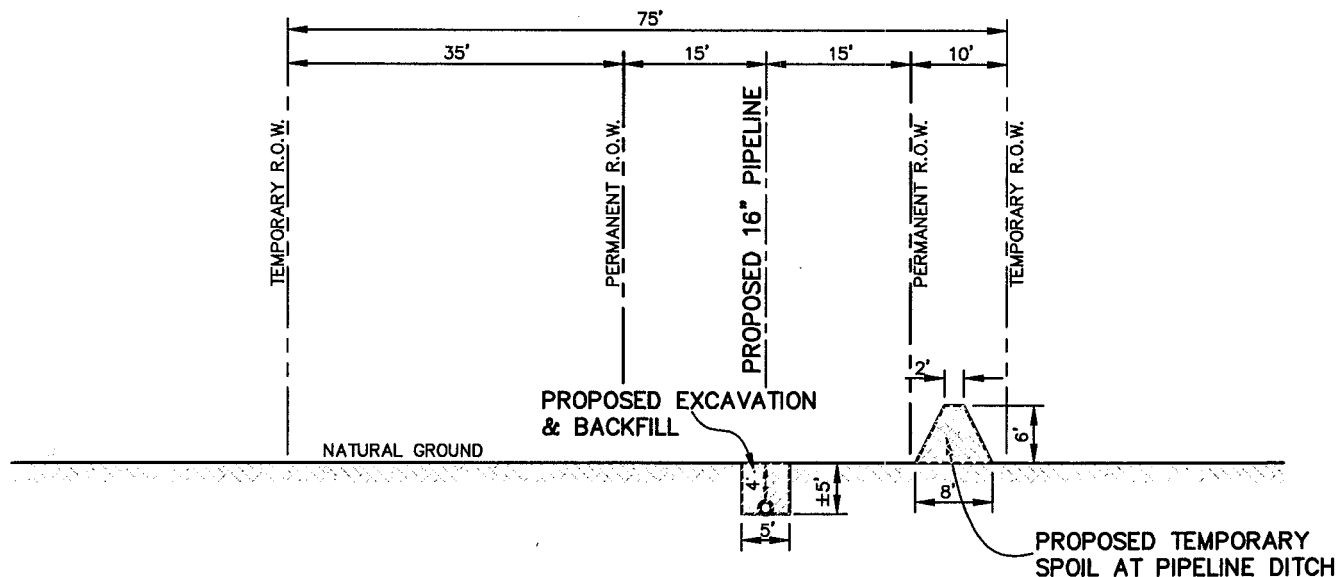 75'
35'
15'
15'
10'
TEMPORARY R.O.W.
PERMANENT R.O.W.
PROPOSED 16" PIPELINE
PERMANENT R.O.W.
TEMPORARY R.O.W.
2'
PROPOSED EXCAVATION
& BACKFILL
6'
NATURAL GROUND
4'
±5'
8'
5'
PROPOSED TEMPORARY
SPOIL AT PIPELINE DITCH